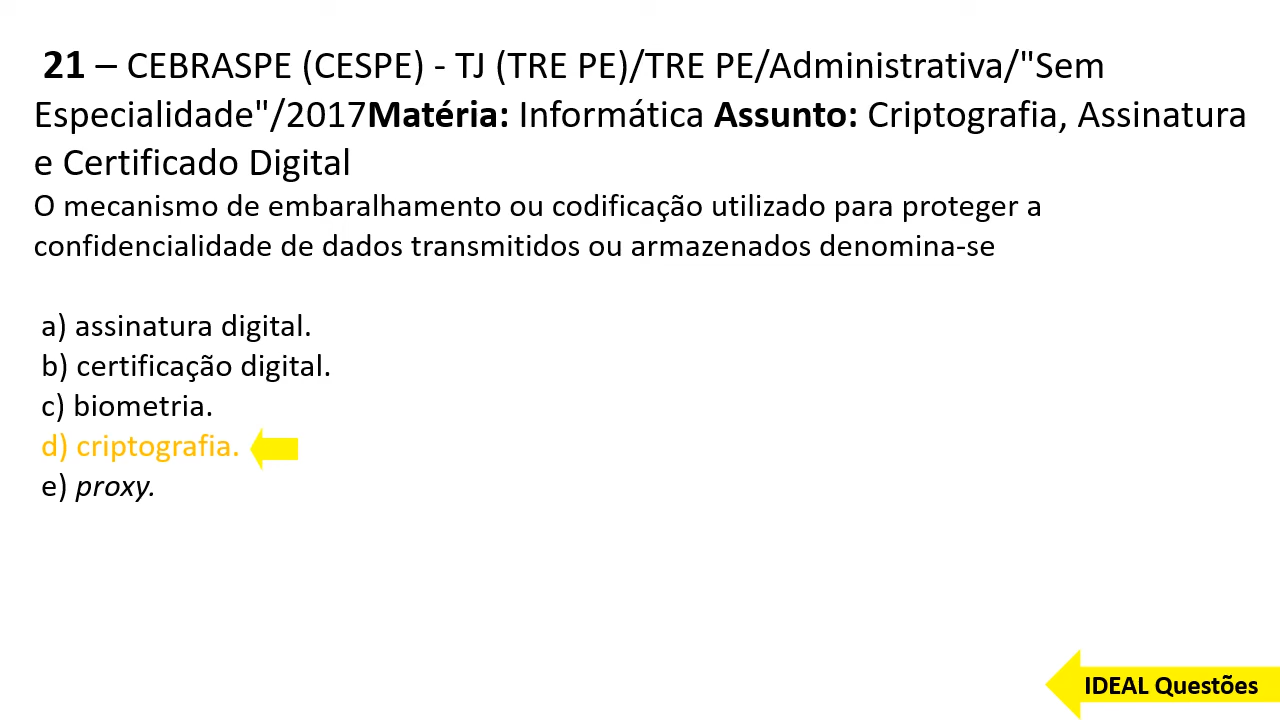 21 – CEBRASPE (CESPE) - TJ (TRE PE)/TRE PE/Administrativa/"Sem
Especialidade"/2017Matéria: Informática Assunto: Criptografia, Assinatura
e Certificado Digital
O mecanismo de embaralhamento ou codificação utilizado para proteger a
confidencialidade de dados transmitidos ou armazenados denomina-se
a) assinatura digital.
b) certificação digital.
c) biometria.
d) criptografia.
e) proxy.
IDEAL Questões